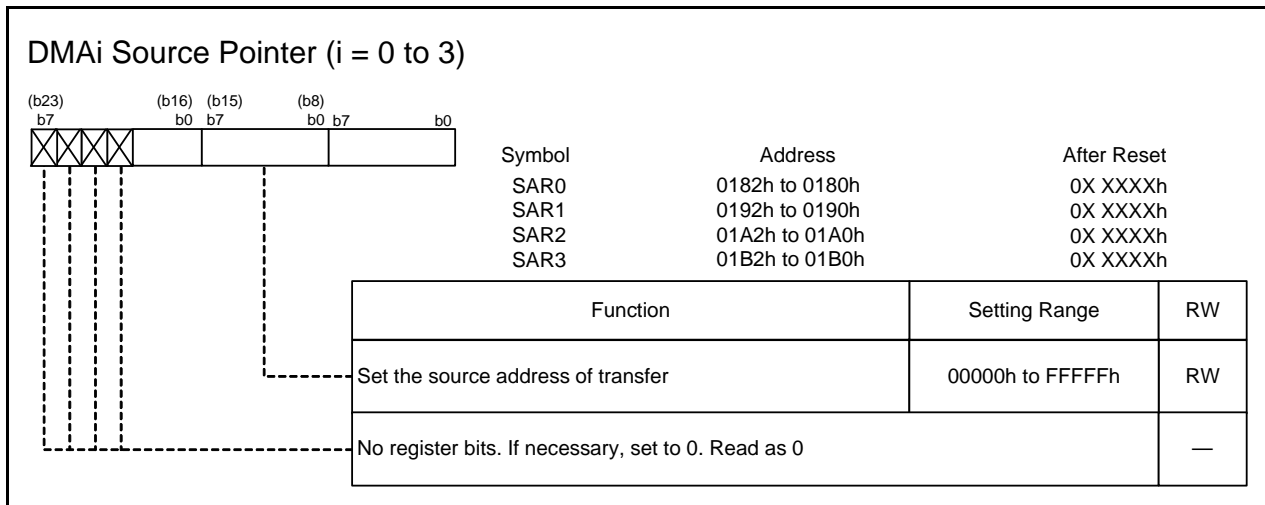 DMAi Source Pointer (i = 0 to 3)
(b23) (b16) (b15) (b8)
b7 b0 b7 b0 b7 b0
Symbol Address After Reset
SAR0 0182h to 0180h 0X XXXXh
SAR1 0192h to 0190h 0X XXXXh
SAR2 01A2h to 01A0h 0X XXXXh
SAR3 01B2h to 01B0h 0X XXXXh
Function Setting Range RW
Set the source address of transfer 00000h to FFFFFh RW
No register bits. If necessary, set to 0. Read as 0 —